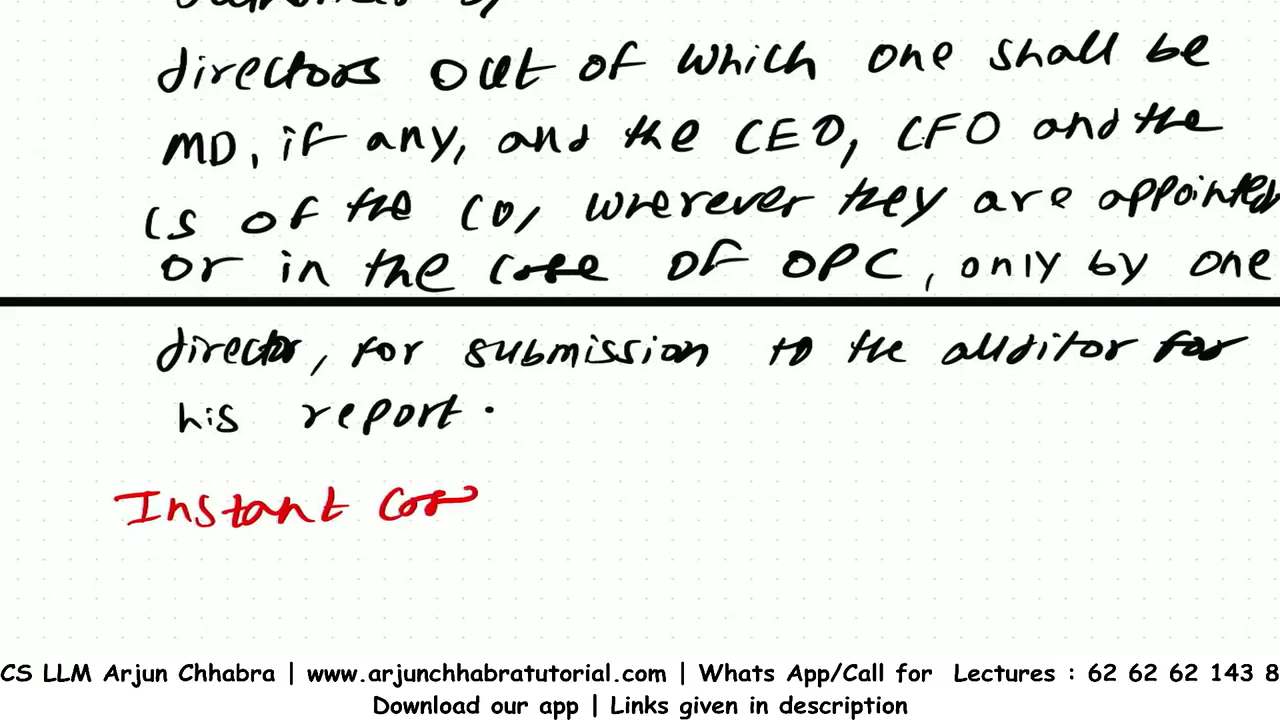 directors out of which one shall be
MD, if any, and the CEO, CFO and the
CS of the CO, wherever they are appointed
or in the case of OPC, only by one
director, for submission to the auditor for
his report.
Instant Cas
CS LLM Arjun Chhabra | www.arjunchhabratutorial.com | Whats App/Call for Lectures : 62 62 62 143 8
Download our app | Links given in description